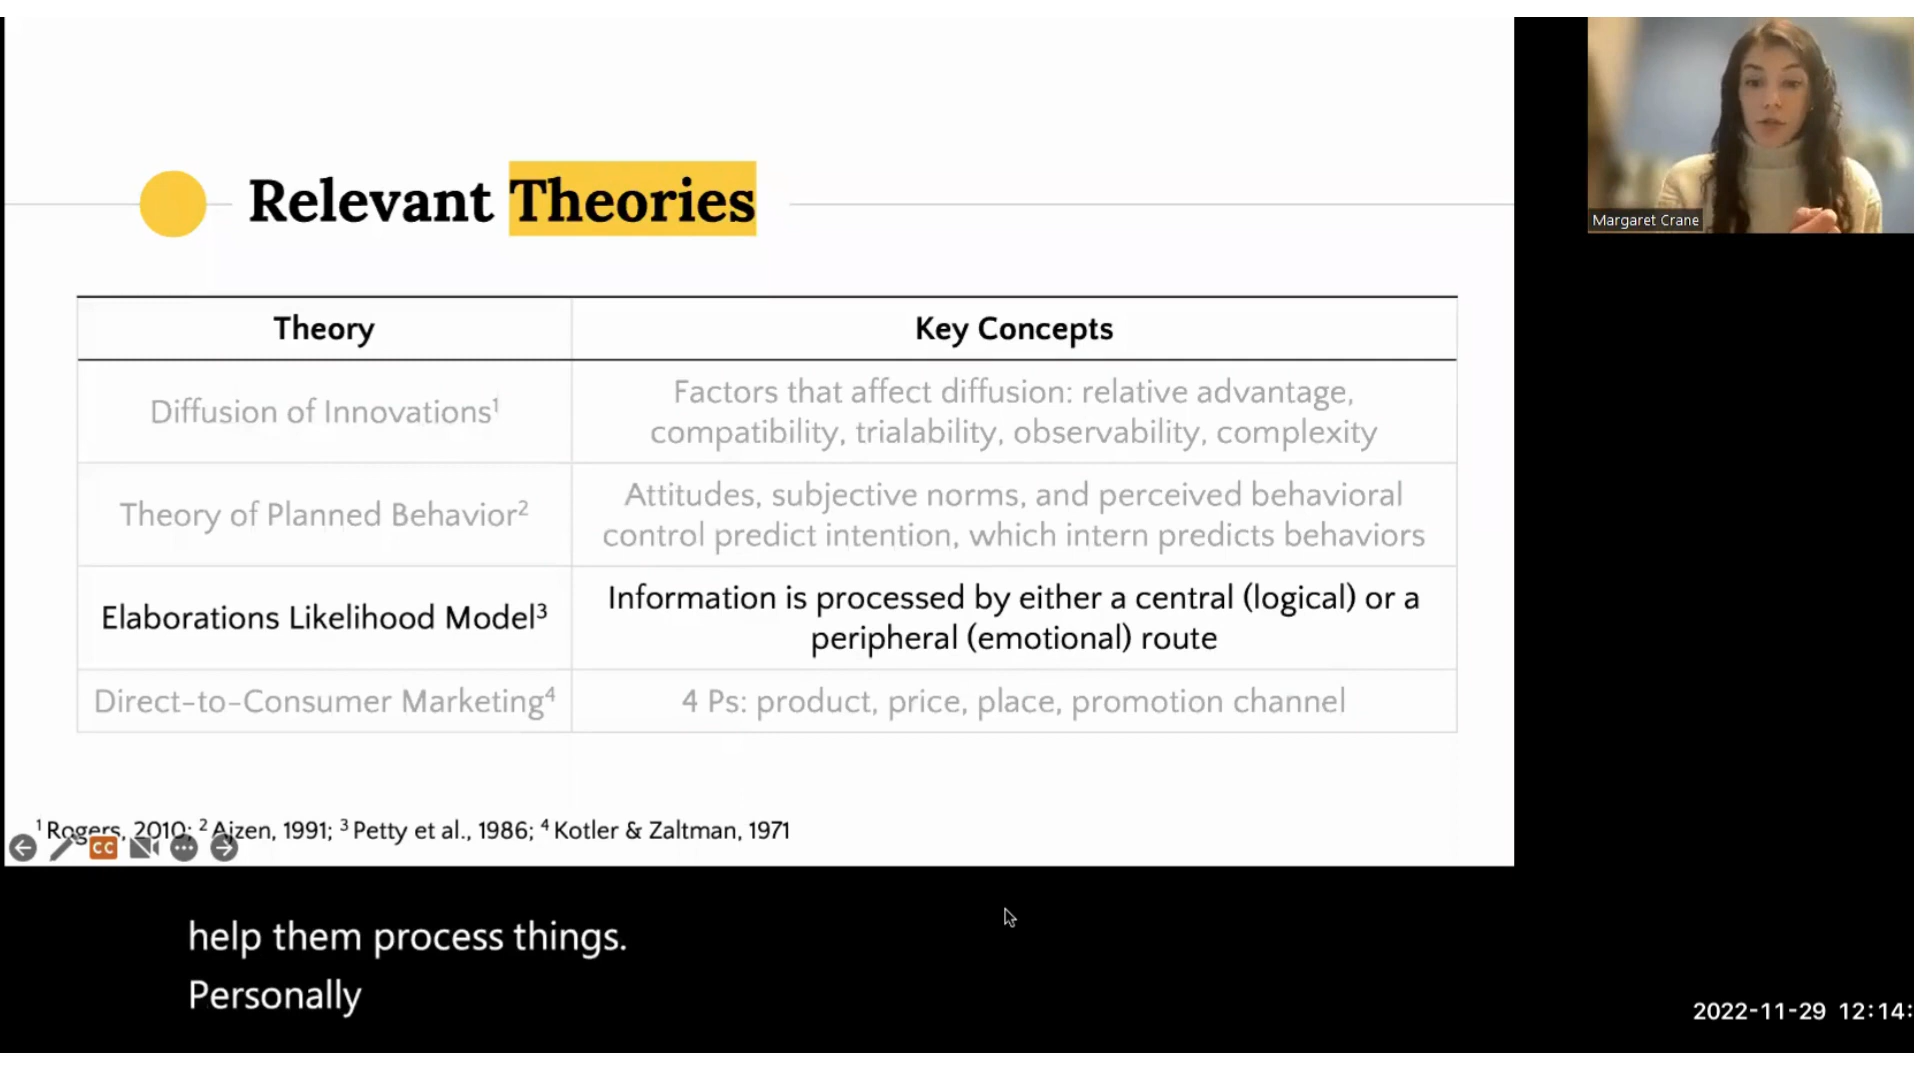 Relevant Theories
Margaret Crane
Theory
Key Concepts
Diffusion of Innovations¹
Factors that affect diffusion: relative advantage,
compatibility, trialability, observability, complexity
Theory of Planned Behavior²
Attitudes, subjective norms, and perceived behavioral
control predict intention, which intern predicts behaviors
Elaborations Likelihood Model³
Information is processed by either a central (logical) or a
peripheral (emotional) route
Direct-to-Consumer Marketing⁴
4 Ps: product, price, place, promotion channel
¹ Rogers, 2010; ² Ajzen, 1991; ³ Petty et al., 1986; ⁴ Kotler & Zaltman, 1971
CC
help them process things.
Personally
2022-11-29 12:14: